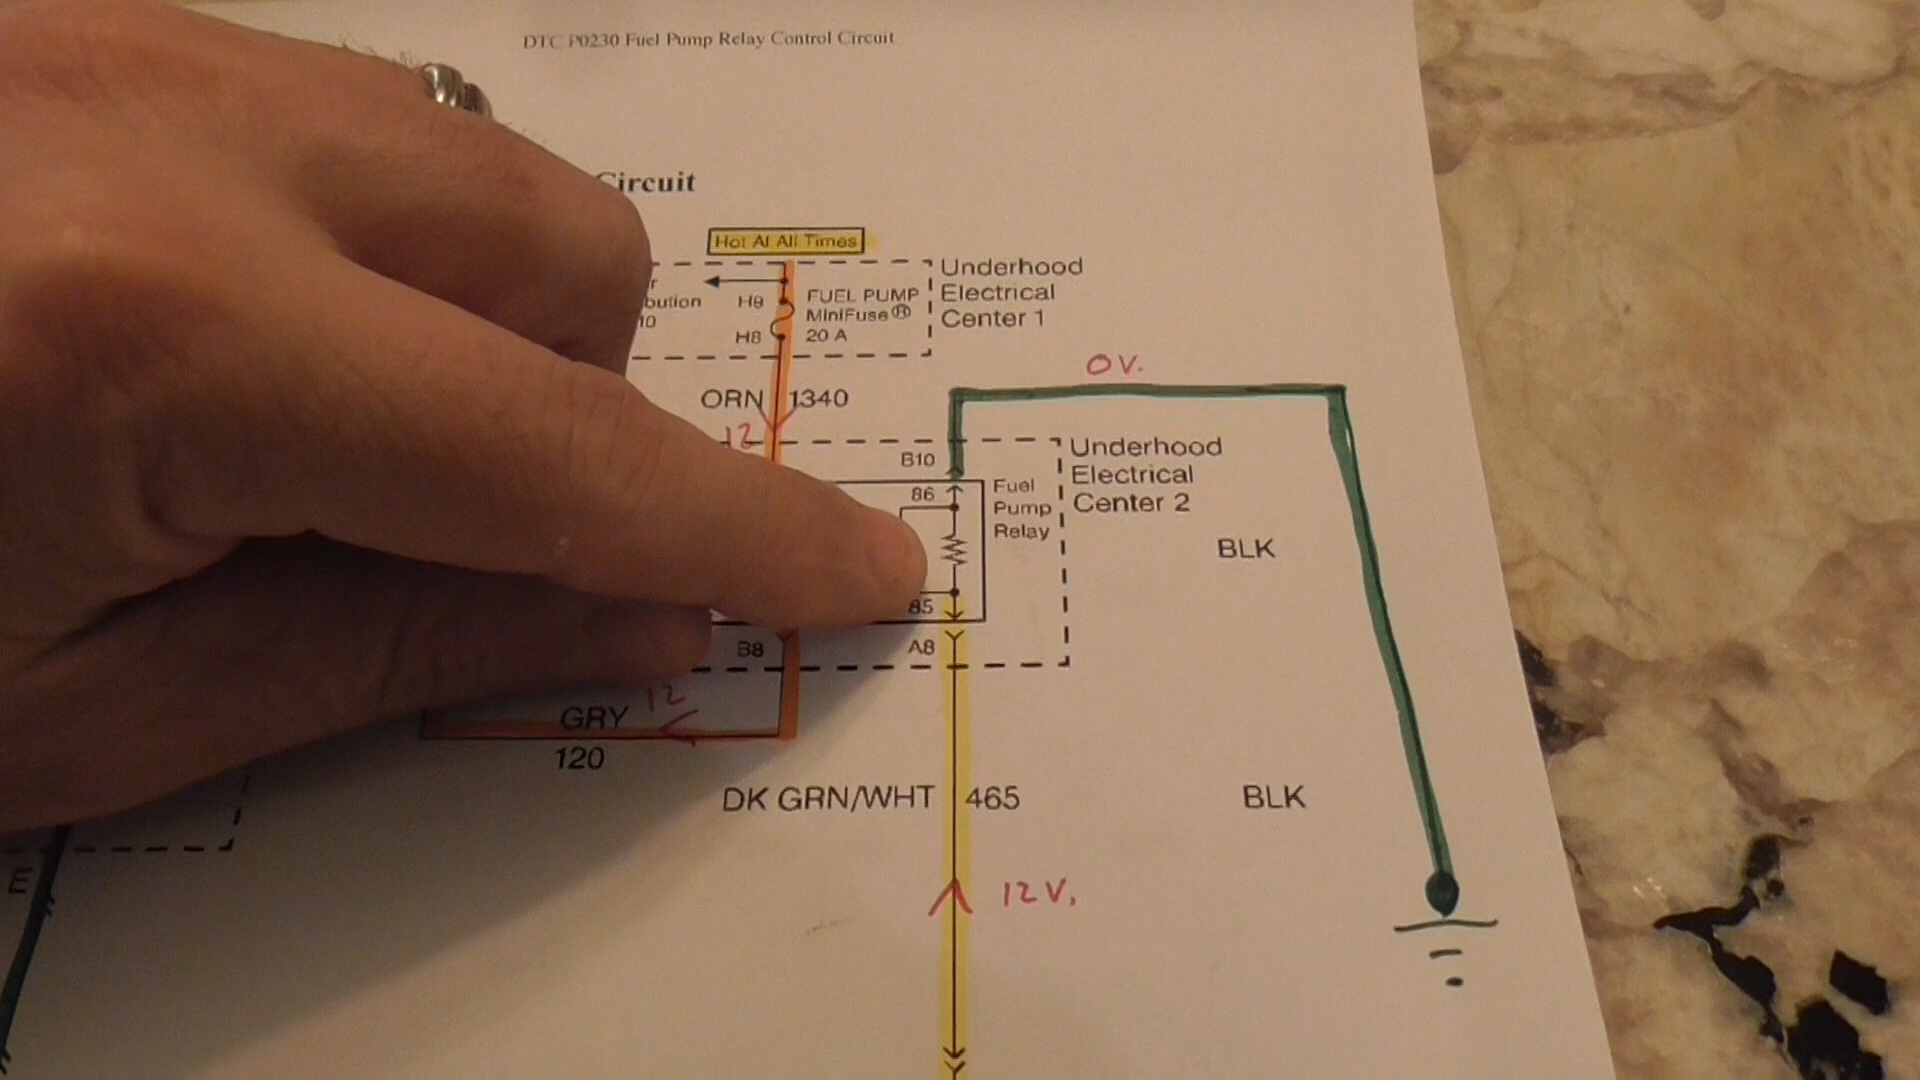 DTC P0230 Fuel Pump Relay Control Circuit
Circuit
Hot At All Times
r
bution
10
H9
H8
FUEL PUMP
MiniFuse®
20 A
Underhood
Electrical
Center 1
0V.
ORN 1340
12
B10
Underhood
Electrical
Center 2
86
Fuel
Pump
Relay
BLK
85
B8
A8
12
GRY
120
DK GRN/WHT 465
BLK
E
12V.